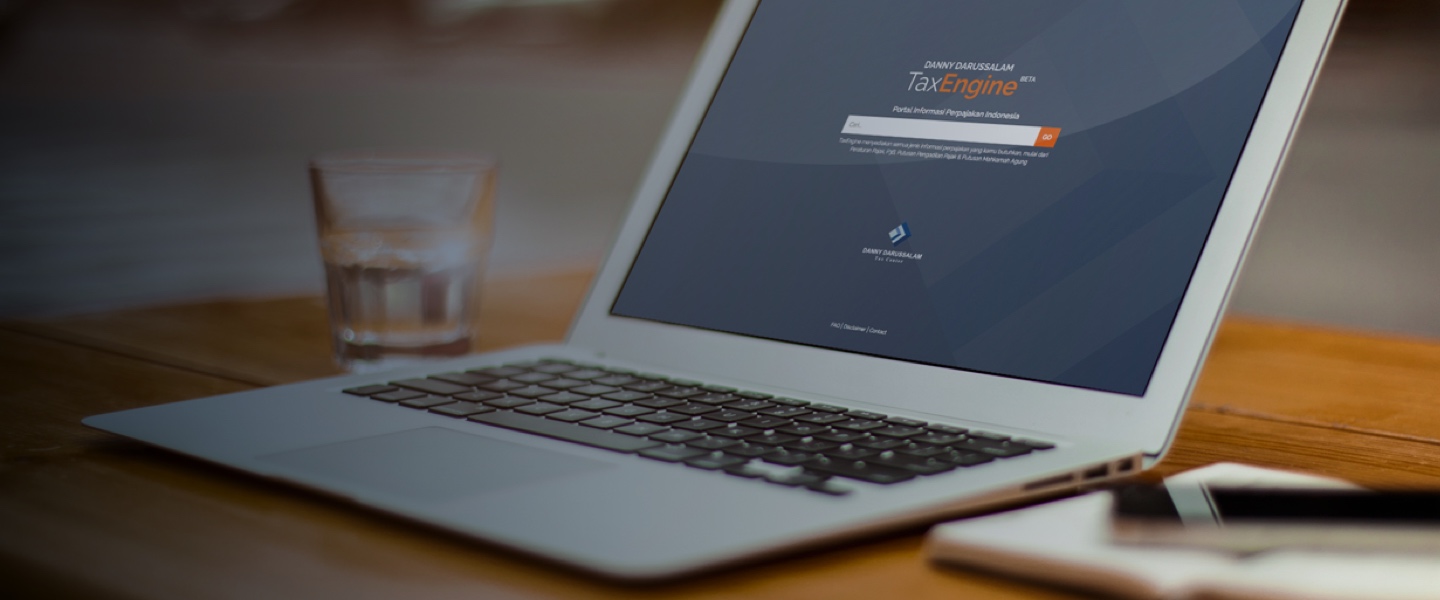 DANNY DARUSSALAM
TaxEngine BETA
Portal Informasi Perpajakan Indonesia
Cari...
GO
TaxEngine menyediakan semua jenis informasi perpajakan yang kamu butuhkan, mulai dari
Peraturan Pajak, P3B, Putusan Pengadilan Pajak & Putusan Mahkamah Agung
DANNY DARUSSALAM
Tax Center
FAQ | Disclaimer | Contact